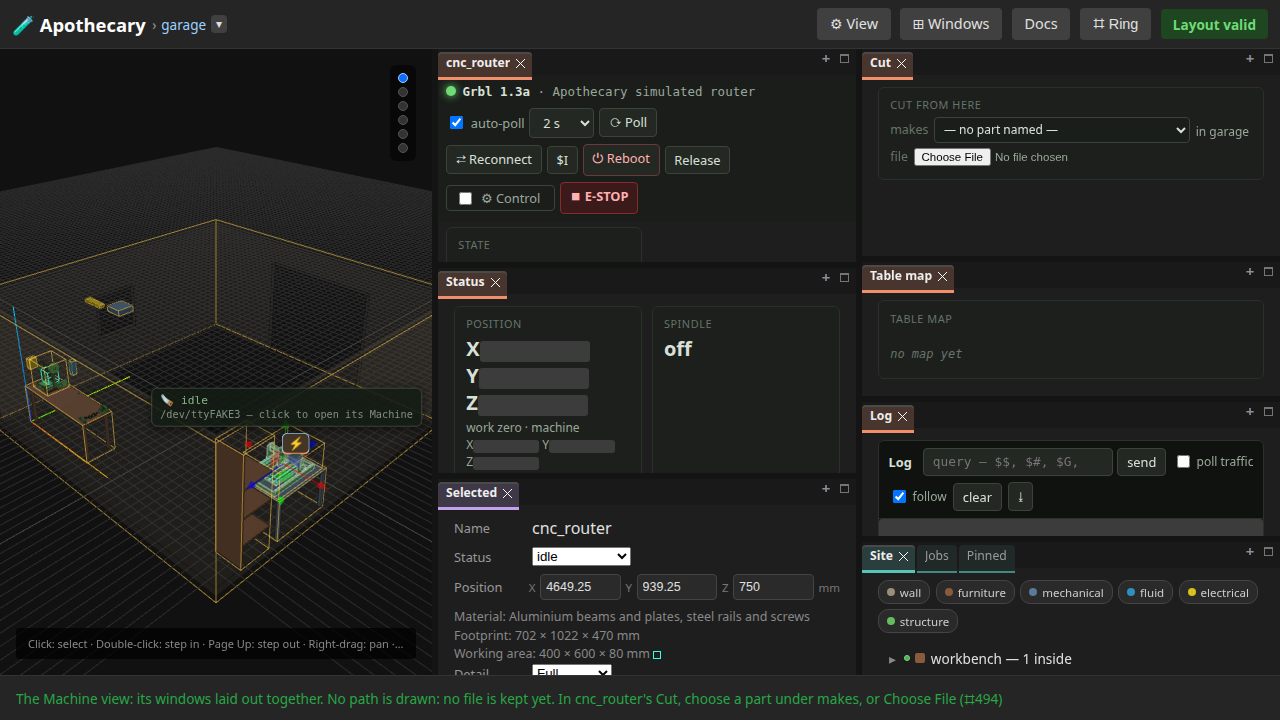 🧪 Apothecary › garage ▾
⚙ View
⊞ Windows
Docs
⌗ Ring
Layout valid
cnc_router
Grbl 1.3a · Apothecary simulated router
auto-poll 2 s ⟳ Poll
⇄ Reconnect $I ⏻ Reboot Release
⚙ Control ■ E-STOP
STATE
Status
POSITION
X
Y
Z
work zero · machine
X Y
Z
SPINDLE
off
Selected
Name cnc_router
Status idle
Position X 4649.25 Y 939.25 Z 750 mm
Material: Aluminium beams and plates, steel rails and screws
Footprint: 702 × 1022 × 470 mm
Working area: 400 × 600 × 80 mm
Detail Full
Cut
CUT FROM HERE
makes — no part named — in garage
file Choose File No file chosen
Table map
TABLE MAP
no map yet
Log
Log query — $$, $#, $G, send poll traffic
follow clear ⤓
Site Jobs Pinned
wall furniture mechanical fluid electrical
structure
▸ workbench — 1 inside
idle
/dev/ttyFAKE3 — click to open its Machine
Click: select · Double-click: step in · Page Up: step out · Right-drag: pan ·…
The Machine view: its windows laid out together. No path is drawn: no file is kept yet. In cnc_router's Cut, choose a part under makes, or Choose File (⌗494)